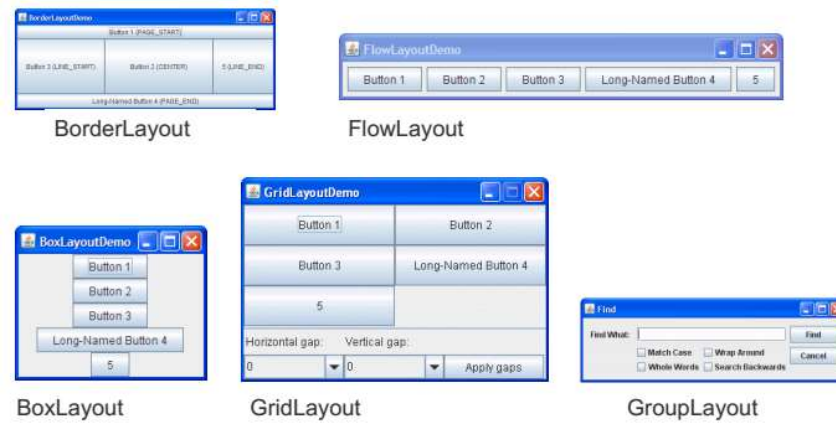 BorderLayoutDemo
Button 1 (PAGE_START)
Button 3 (LINE_START)
Button 2 (CENTER)
5 (LINE_END)
Long-Named Button 4 (PAGE_END)
BorderLayout
FlowLayoutDemo
Button 1 Button 2 Button 3 Long-Named Button 4 5
FlowLayout
BoxLayoutDemo
Button 1
Button 2
Button 3
Long-Named Button 4
5
BoxLayout
GridLayoutDemo
Button 1 Button 2
Button 3 Long-Named Button 4
5
Horizontal gap: Vertical gap:
0 0 Apply gaps
GridLayout
Find
Find What: Find
Match Case Wrap Around Cancel
Whole Words Search Backwards
GroupLayout